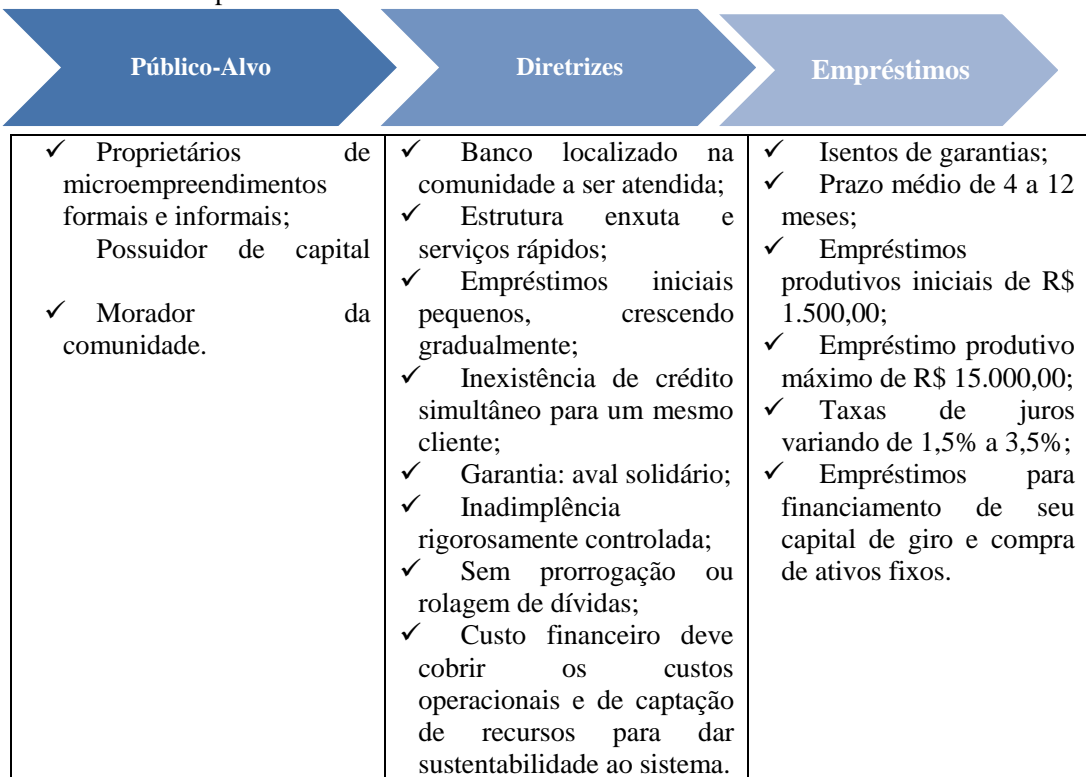 Público-Alvo
Diretrizes
Empréstimos
✓ Proprietários de
microempreendimentos
formais e informais;
Possuidor de capital
✓ Morador da
comunidade.
✓ Banco localizado na
comunidade a ser atendida;
✓ Estrutura enxuta e
serviços rápidos;
✓ Empréstimos iniciais
pequenos, crescendo
gradualmente;
✓ Inexistência de crédito
simultâneo para um mesmo
cliente;
✓ Garantia: aval solidário;
✓ Inadimplência
rigorosamente controlada;
✓ Sem prorrogação ou
rolagem de dívidas;
✓ Custo financeiro deve
cobrir os custos
operacionais e de captação
de recursos para dar
sustentabilidade ao sistema.
✓ Isentos de garantias;
✓ Prazo médio de 4 a 12
meses;
✓ Empréstimos
produtivos iniciais de R$
1.500,00;
✓ Empréstimo produtivo
máximo de R$ 15.000,00;
✓ Taxas de juros
variando de 1,5% a 3,5%;
✓ Empréstimos para
financiamento de seu
capital de giro e compra
de ativos fixos.